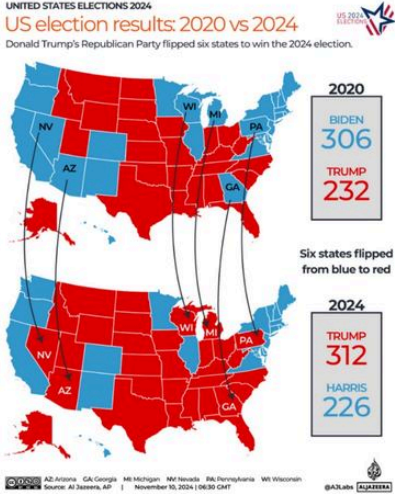 UNITED STATES ELECTIONS 2024
US election results: 2020 vs 2024
Donald Trump's Republican Party flipped six states to win the 2024 election.
US 2024
ELECTIONS
WI
MI
NV
PA
AZ
GA
2020
BIDEN
306
TRUMP
232
Six states flipped
from blue to red
2024
TRUMP
312
HARRIS
226
WI
MI
NV
PA
AZ
GA
AZ: Arizona GA: Georgia MI: Michigan NV: Nevada PA: Pennsylvania WI: Wisconsin
Source: Al Jazeera, AP | November 10, 2024 | 06:30 GMT
@AJLabs ALJAZEERA